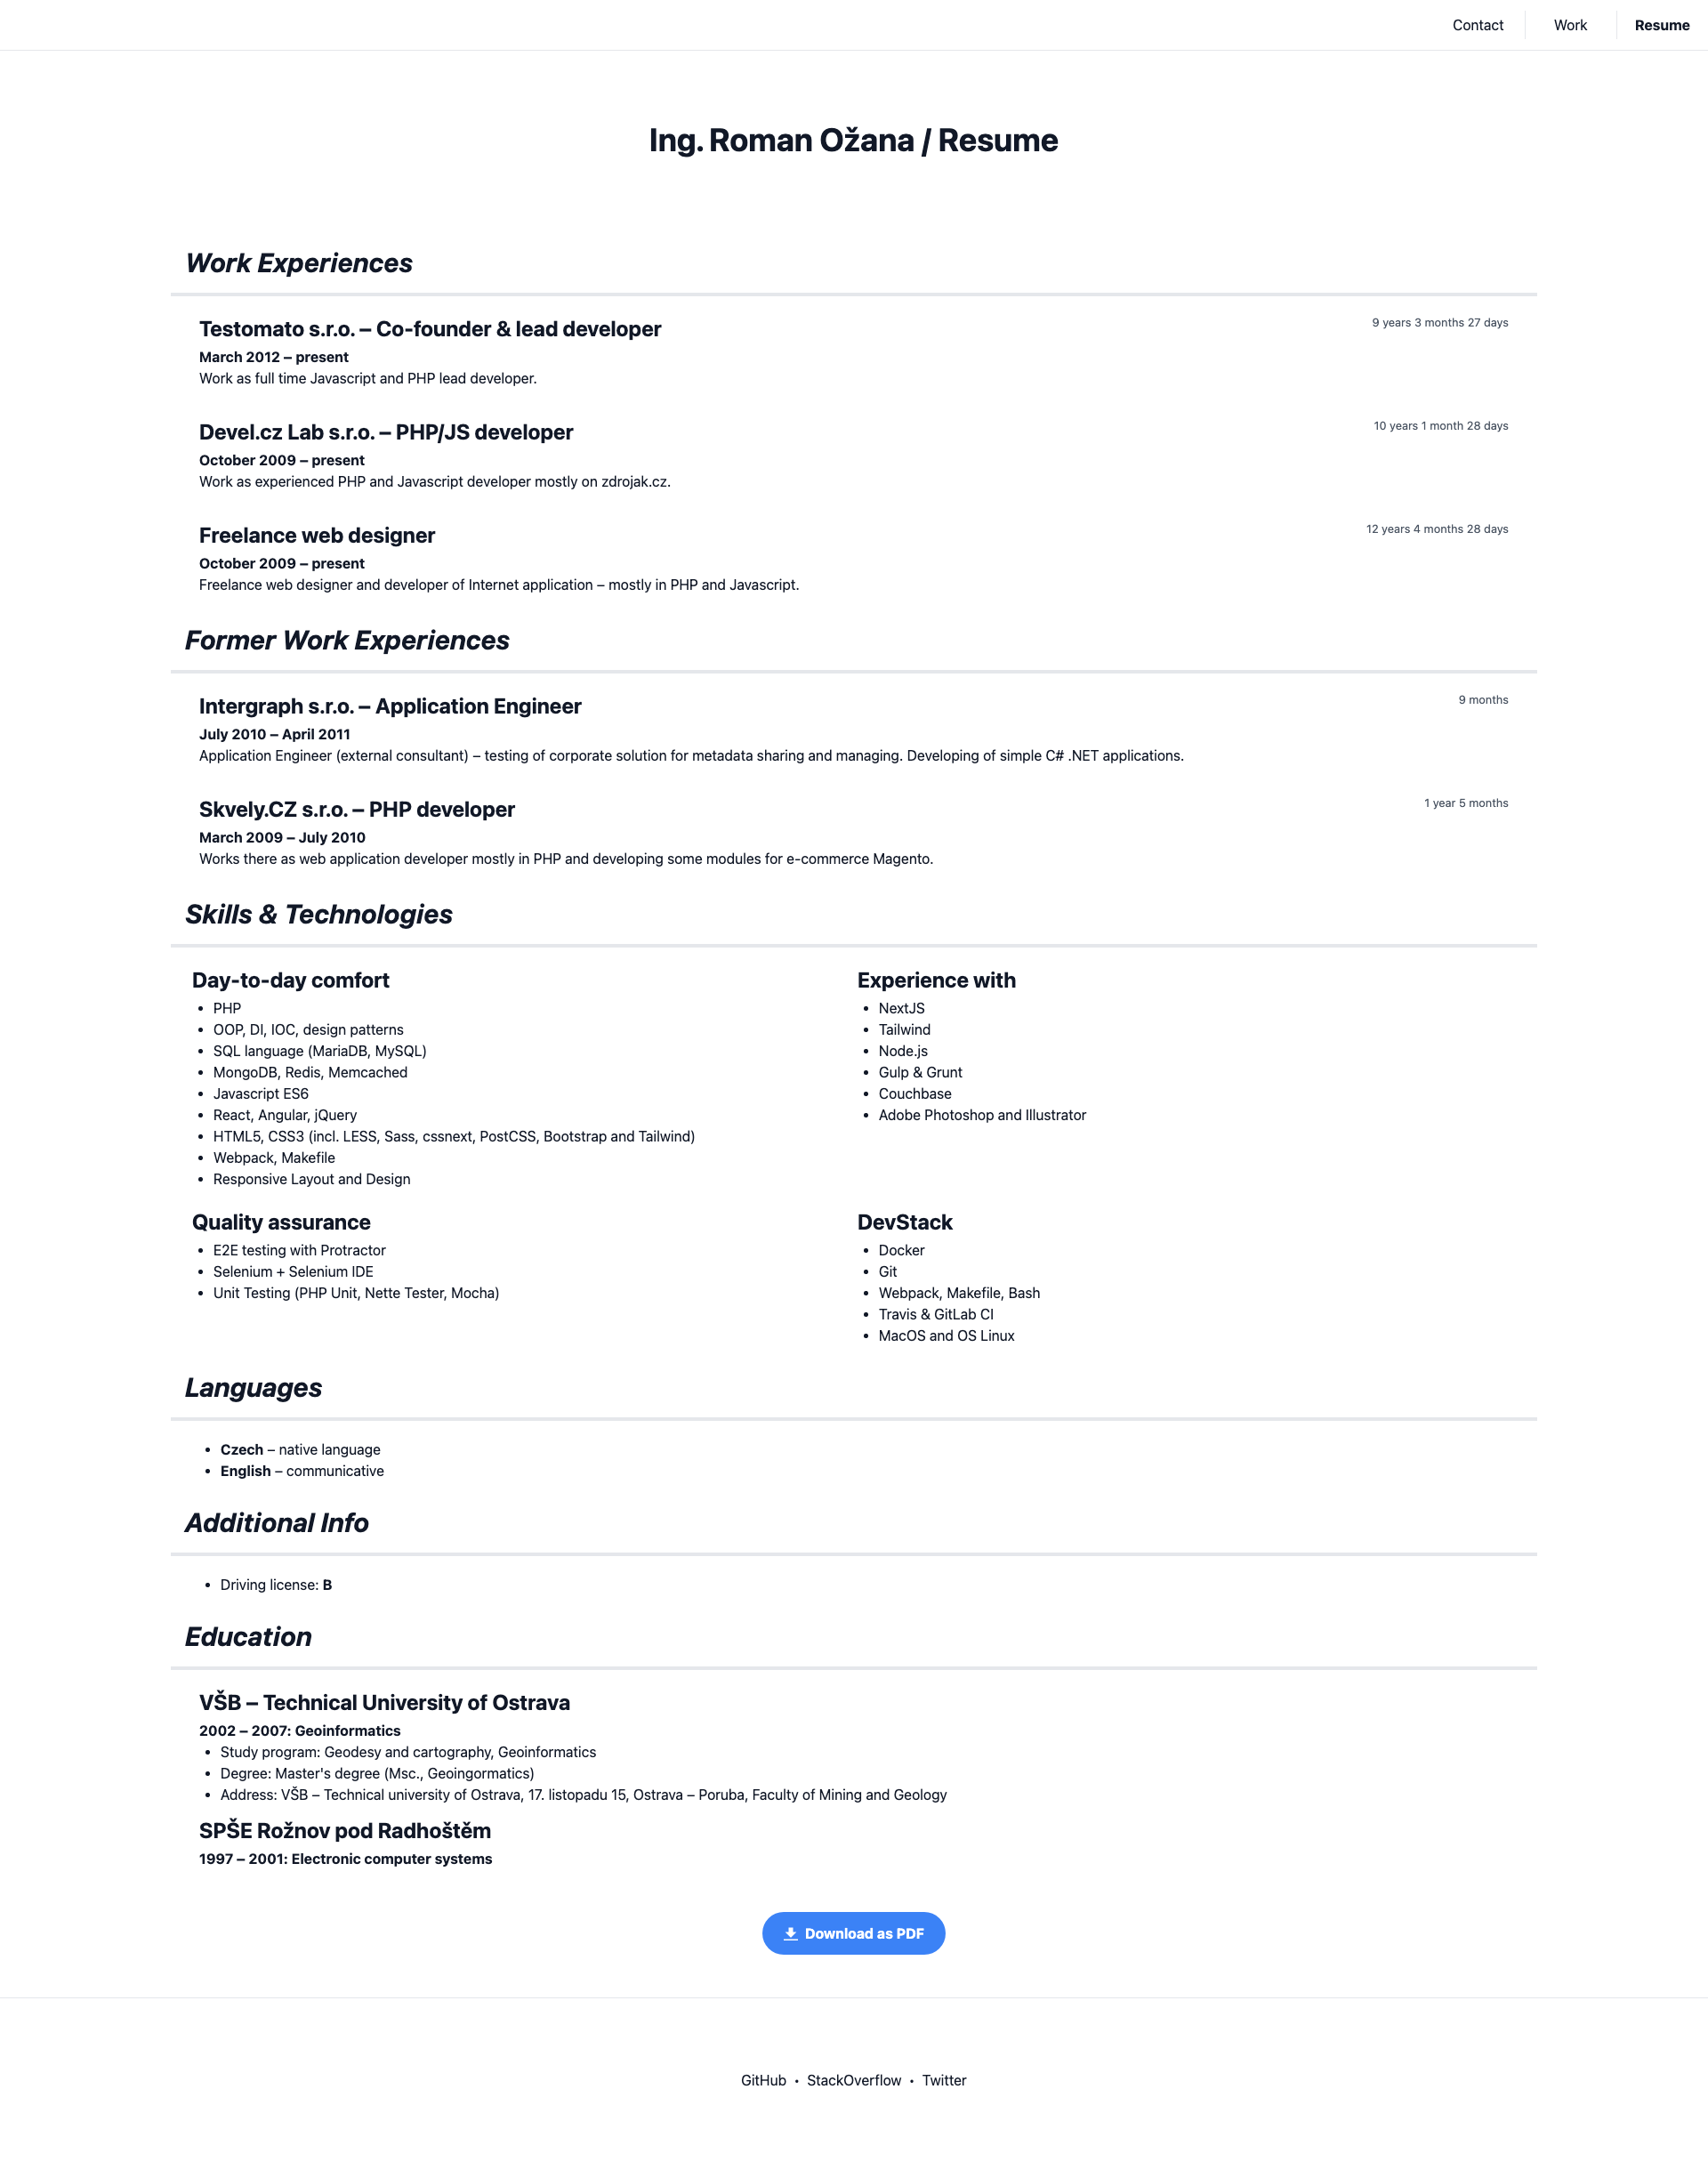 Contact
Work
Resume
Ing. Roman Ožana / Resume
Work Experiences
Testomato s.r.o. – Co-founder & lead developer
9 years 3 months 27 days
March 2012 – present
Work as full time Javascript and PHP lead developer.
Devel.cz Lab s.r.o. – PHP/JS developer
10 years 1 month 28 days
October 2009 – present
Work as experienced PHP and Javascript developer mostly on zdrojak.cz.
Freelance web designer
12 years 4 months 28 days
October 2009 – present
Freelance web designer and developer of Internet application – mostly in PHP and Javascript.
Former Work Experiences
Intergraph s.r.o. – Application Engineer
9 months
July 2010 – April 2011
Application Engineer (external consultant) – testing of corporate solution for metadata sharing and managing. Developing of simple C# .NET applications.
Skvely.CZ s.r.o. – PHP developer
1 year 5 months
March 2009 – July 2010
Works there as web application developer mostly in PHP and developing some modules for e-commerce Magento.
Skills & Technologies
Day-to-day comfort
• PHP
• OOP, DI, IOC, design patterns
• SQL language (MariaDB, MySQL)
• MongoDB, Redis, Memcached
• Javascript ES6
• React, Angular, jQuery
• HTML5, CSS3 (incl. LESS, Sass, cssnext, PostCSS, Bootstrap and Tailwind)
• Webpack, Makefile
• Responsive Layout and Design
Experience with
• NextJS
• Tailwind
• Node.js
• Gulp & Grunt
• Couchbase
• Adobe Photoshop and Illustrator
Quality assurance
• E2E testing with Protractor
• Selenium + Selenium IDE
• Unit Testing (PHP Unit, Nette Tester, Mocha)
DevStack
• Docker
• Git
• Webpack, Makefile, Bash
• Travis & GitLab CI
• MacOS and OS Linux
Languages
• Czech – native language
• English – communicative
Additional Info
• Driving license: B
Education
VŠB – Technical University of Ostrava
2002 – 2007: Geoinformatics
• Study program: Geodesy and cartography, Geoinformatics
• Degree: Master's degree (Msc., Geoingormatics)
• Address: VŠB – Technical university of Ostrava, 17. listopadu 15, Ostrava – Poruba, Faculty of Mining and Geology
SPŠE Rožnov pod Radhoštěm
1997 – 2001: Electronic computer systems
Download as PDF
GitHub • StackOverflow • Twitter